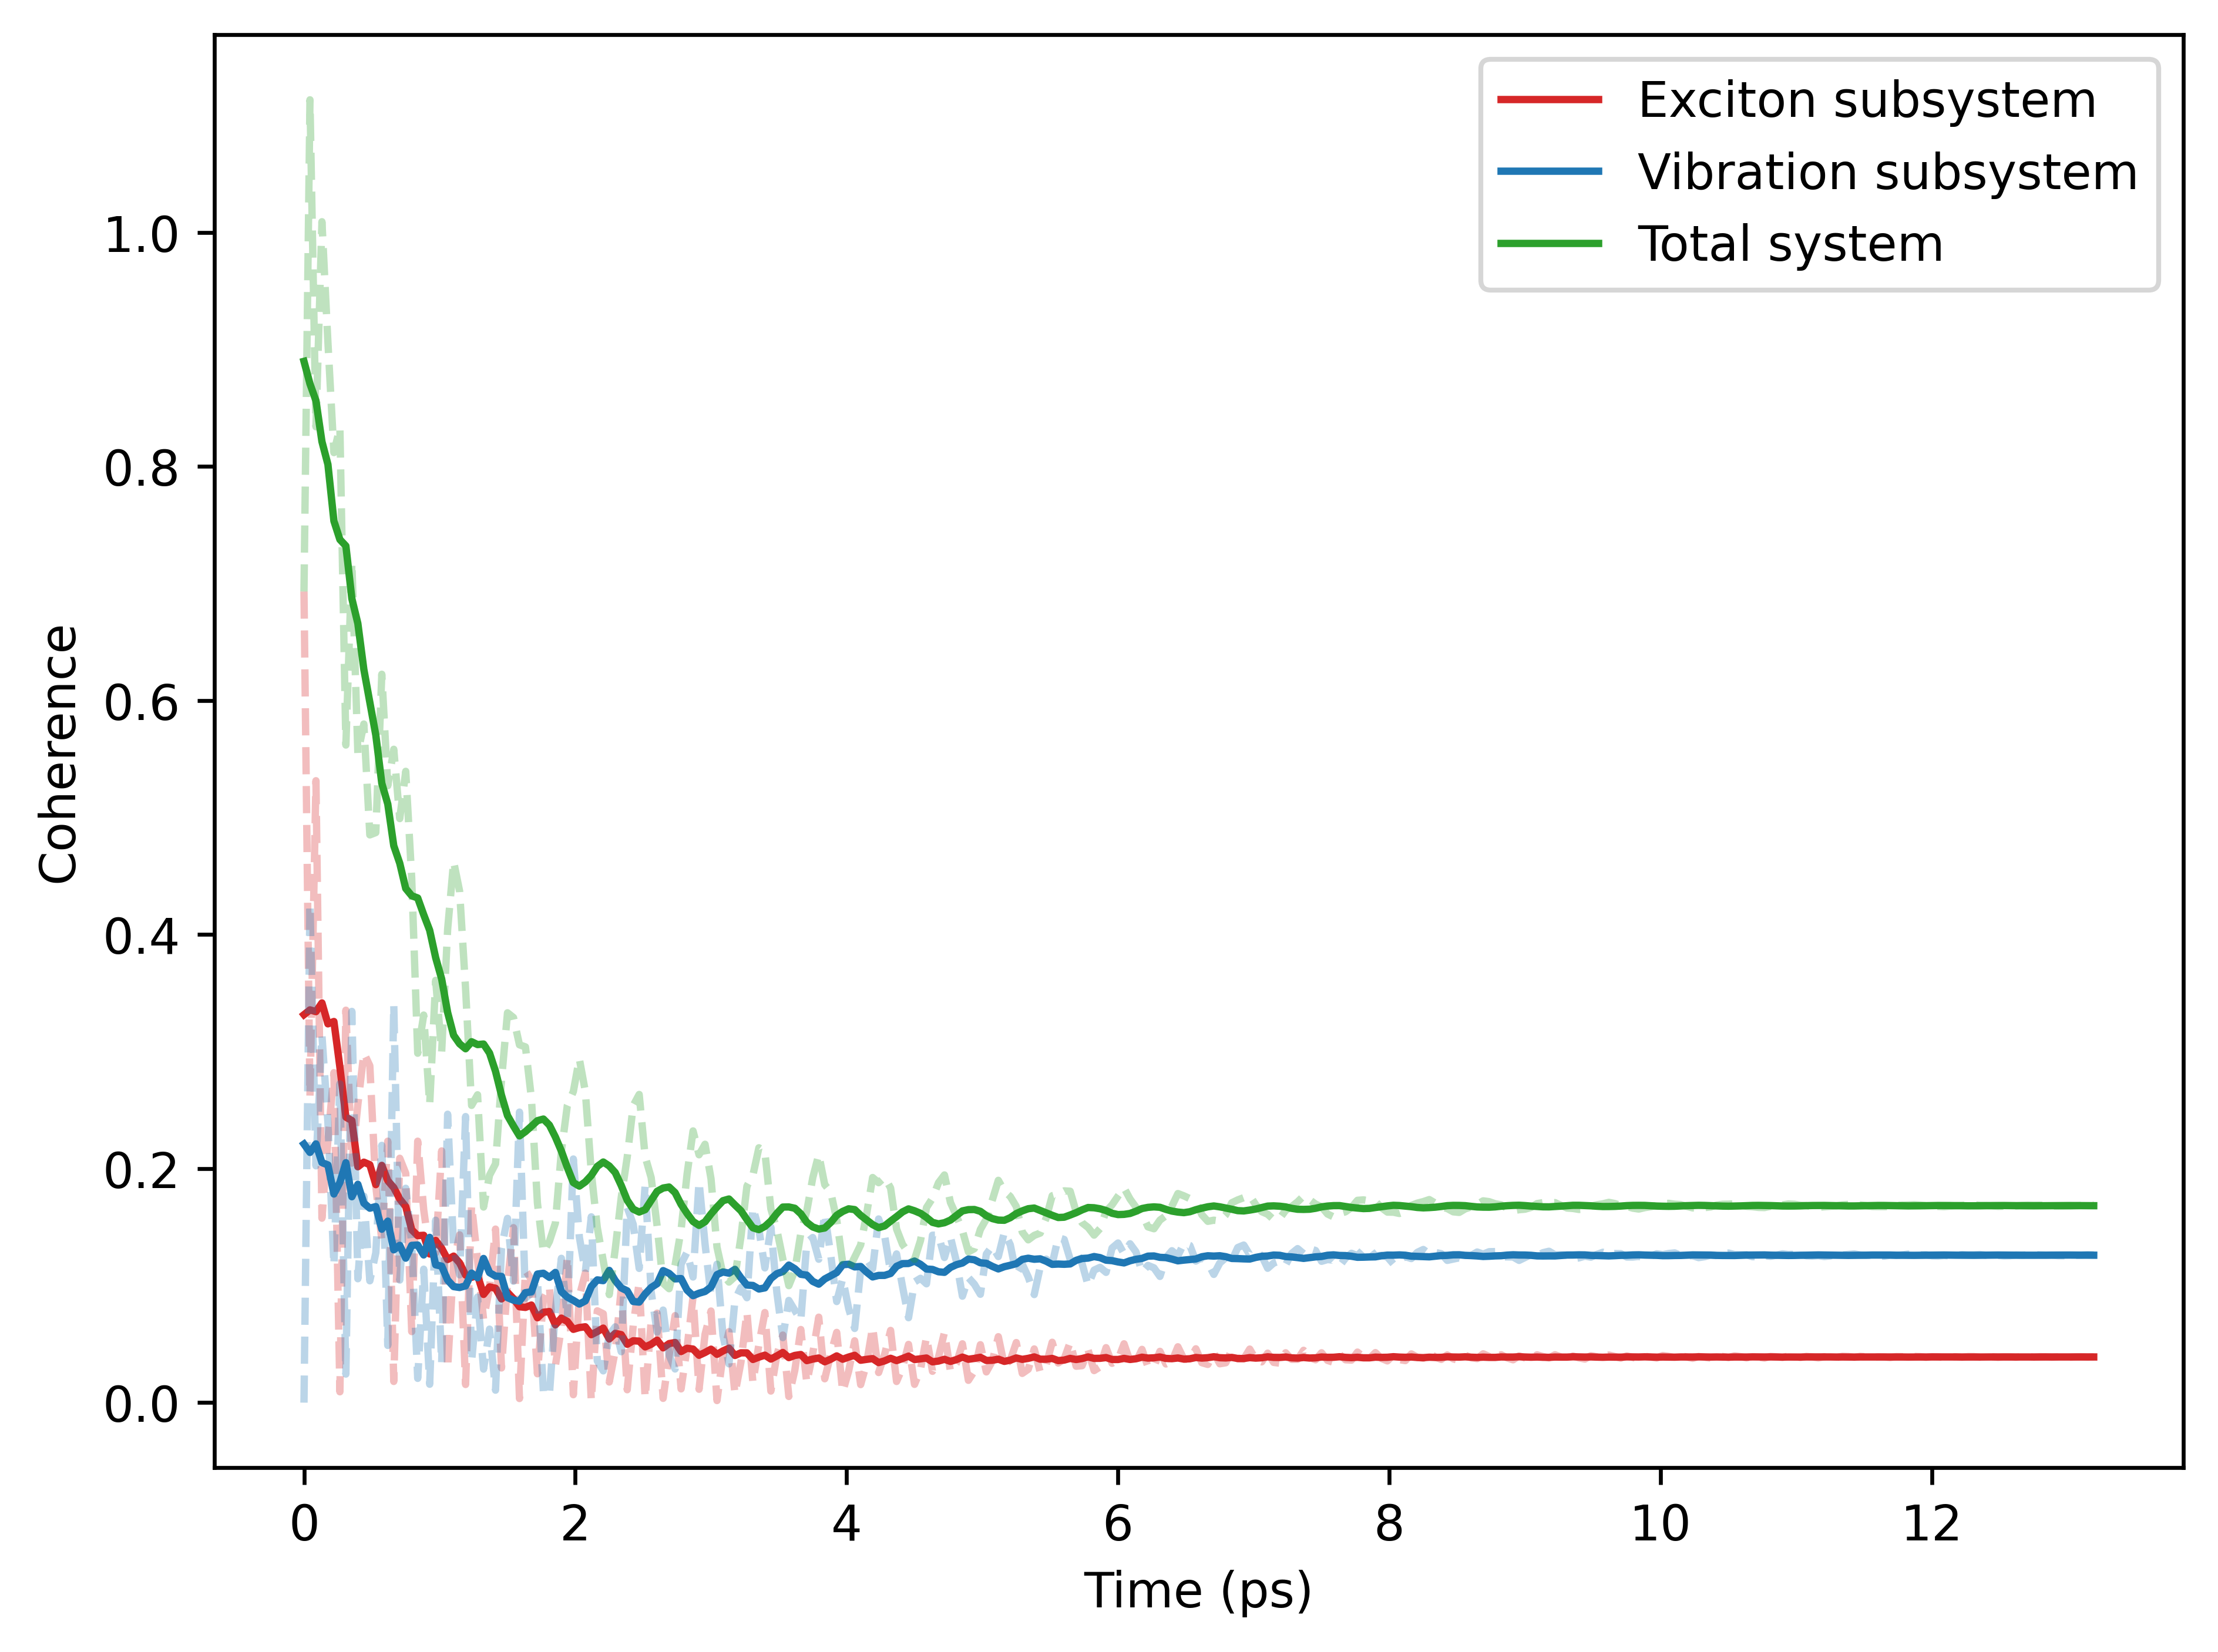 Exciton subsystem
Vibration subsystem
Total system
Coherence
1.0
0.8
0.6
0.4
0.2
0.0
0 2 4 6 8 10 12
Time (ps)